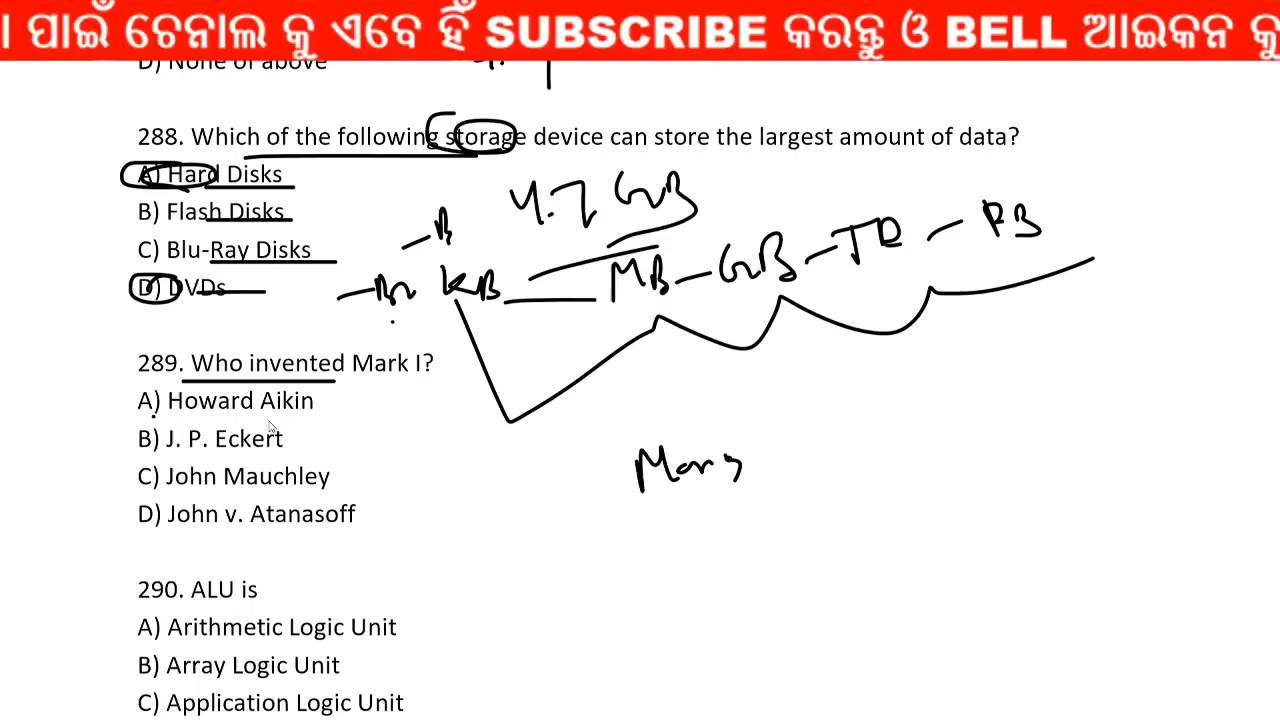 ା ପାଇଁ ଚେନାଲ କୁ ଏବେ ହିଁ SUBSCRIBE କରନ୍ତୁ ଓ BELL ଆଇକନ କୁ
D) None of above
288. Which of the following storage device can store the largest amount of data?
A) Hard Disks
4.7 GB
B) Flash Disks
B
C) Blu-Ray Disks
D) DVDs
KB MB GB TB PB
289. Who invented Mark I?
A) Howard Aikin
B) J. P. Eckert
C) John Mauchley
D) John v. Atanasoff
290. ALU is
A) Arithmetic Logic Unit
B) Array Logic Unit
C) Application Logic Unit